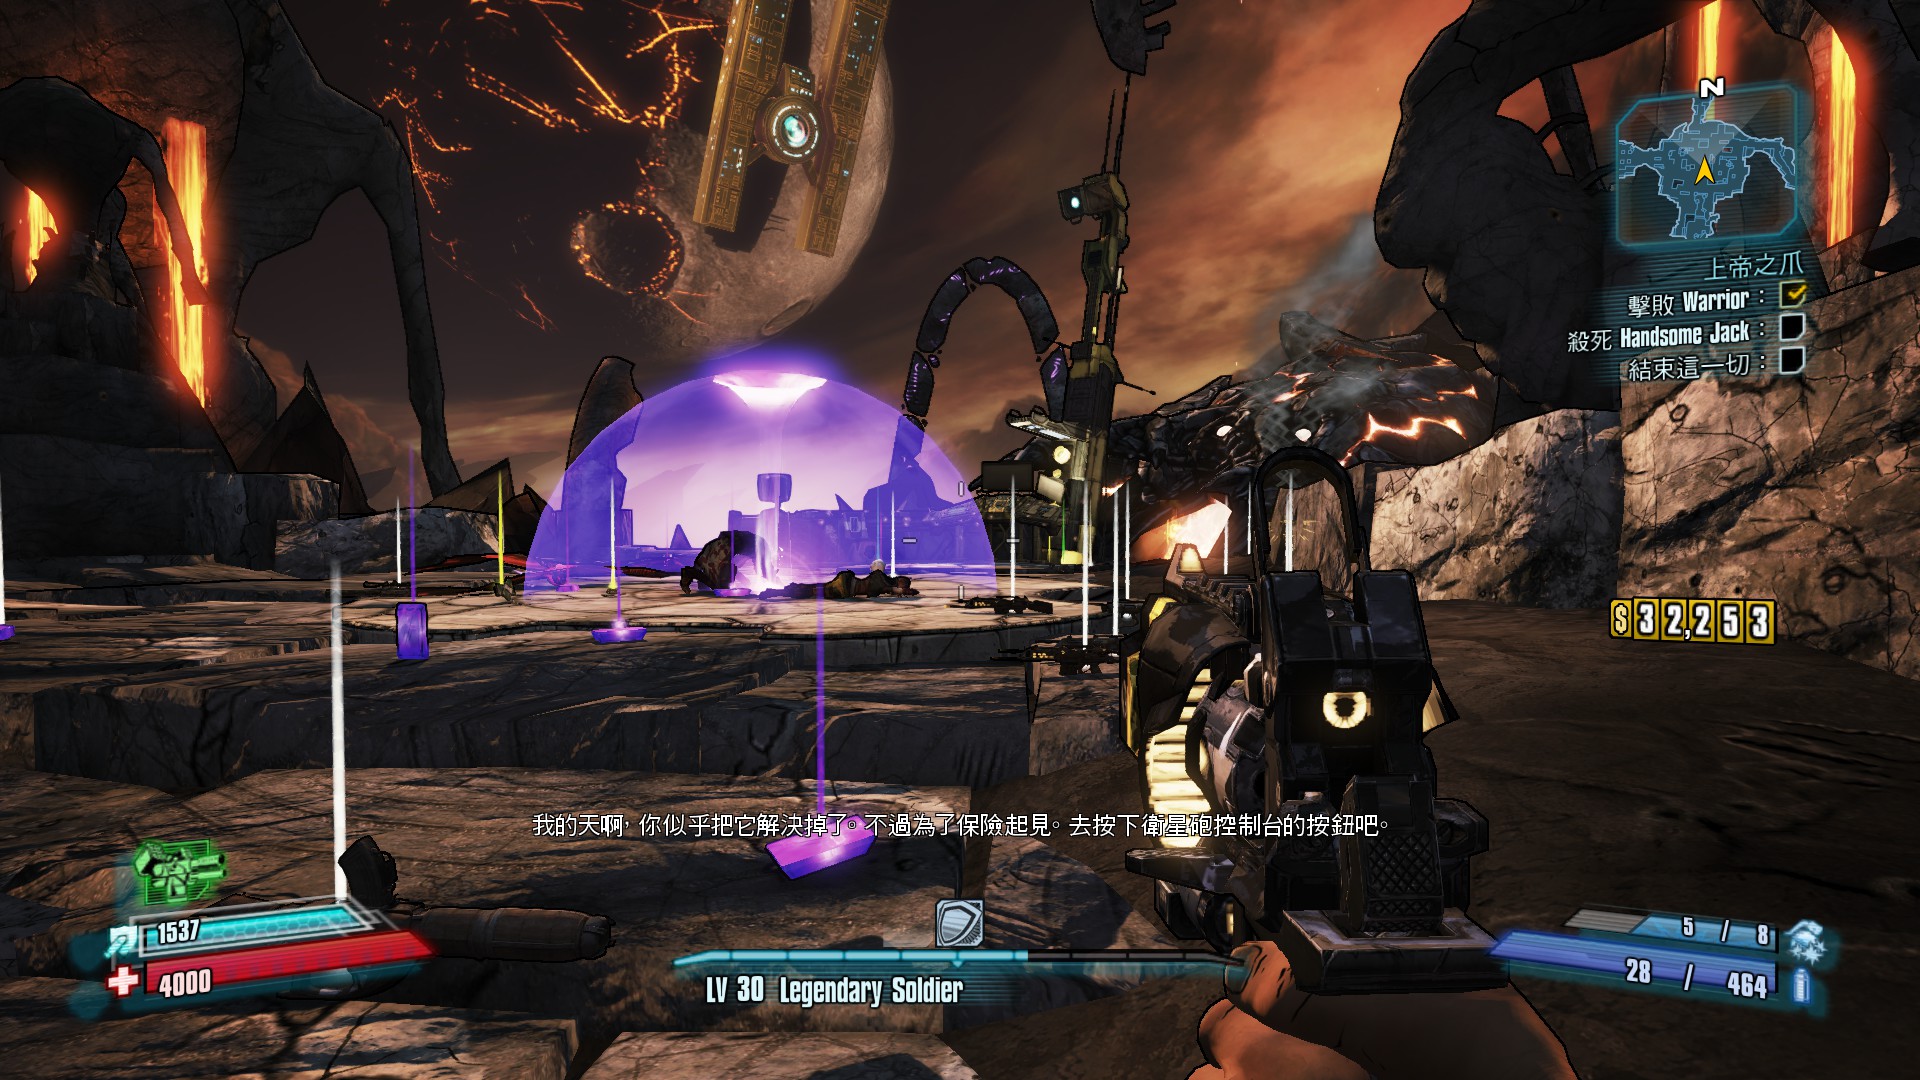 N
上帝之爪
擊敗 Warrior：
殺死 Handsome Jack：
結束這一切：
$32,253
我的天啊，你似乎把它解決掉了。不過為了保險起見。去按下衛星砲控制台的按鈕吧。
1537
4000
LV 30 Legendary Soldier
5 / 8
28 / 464